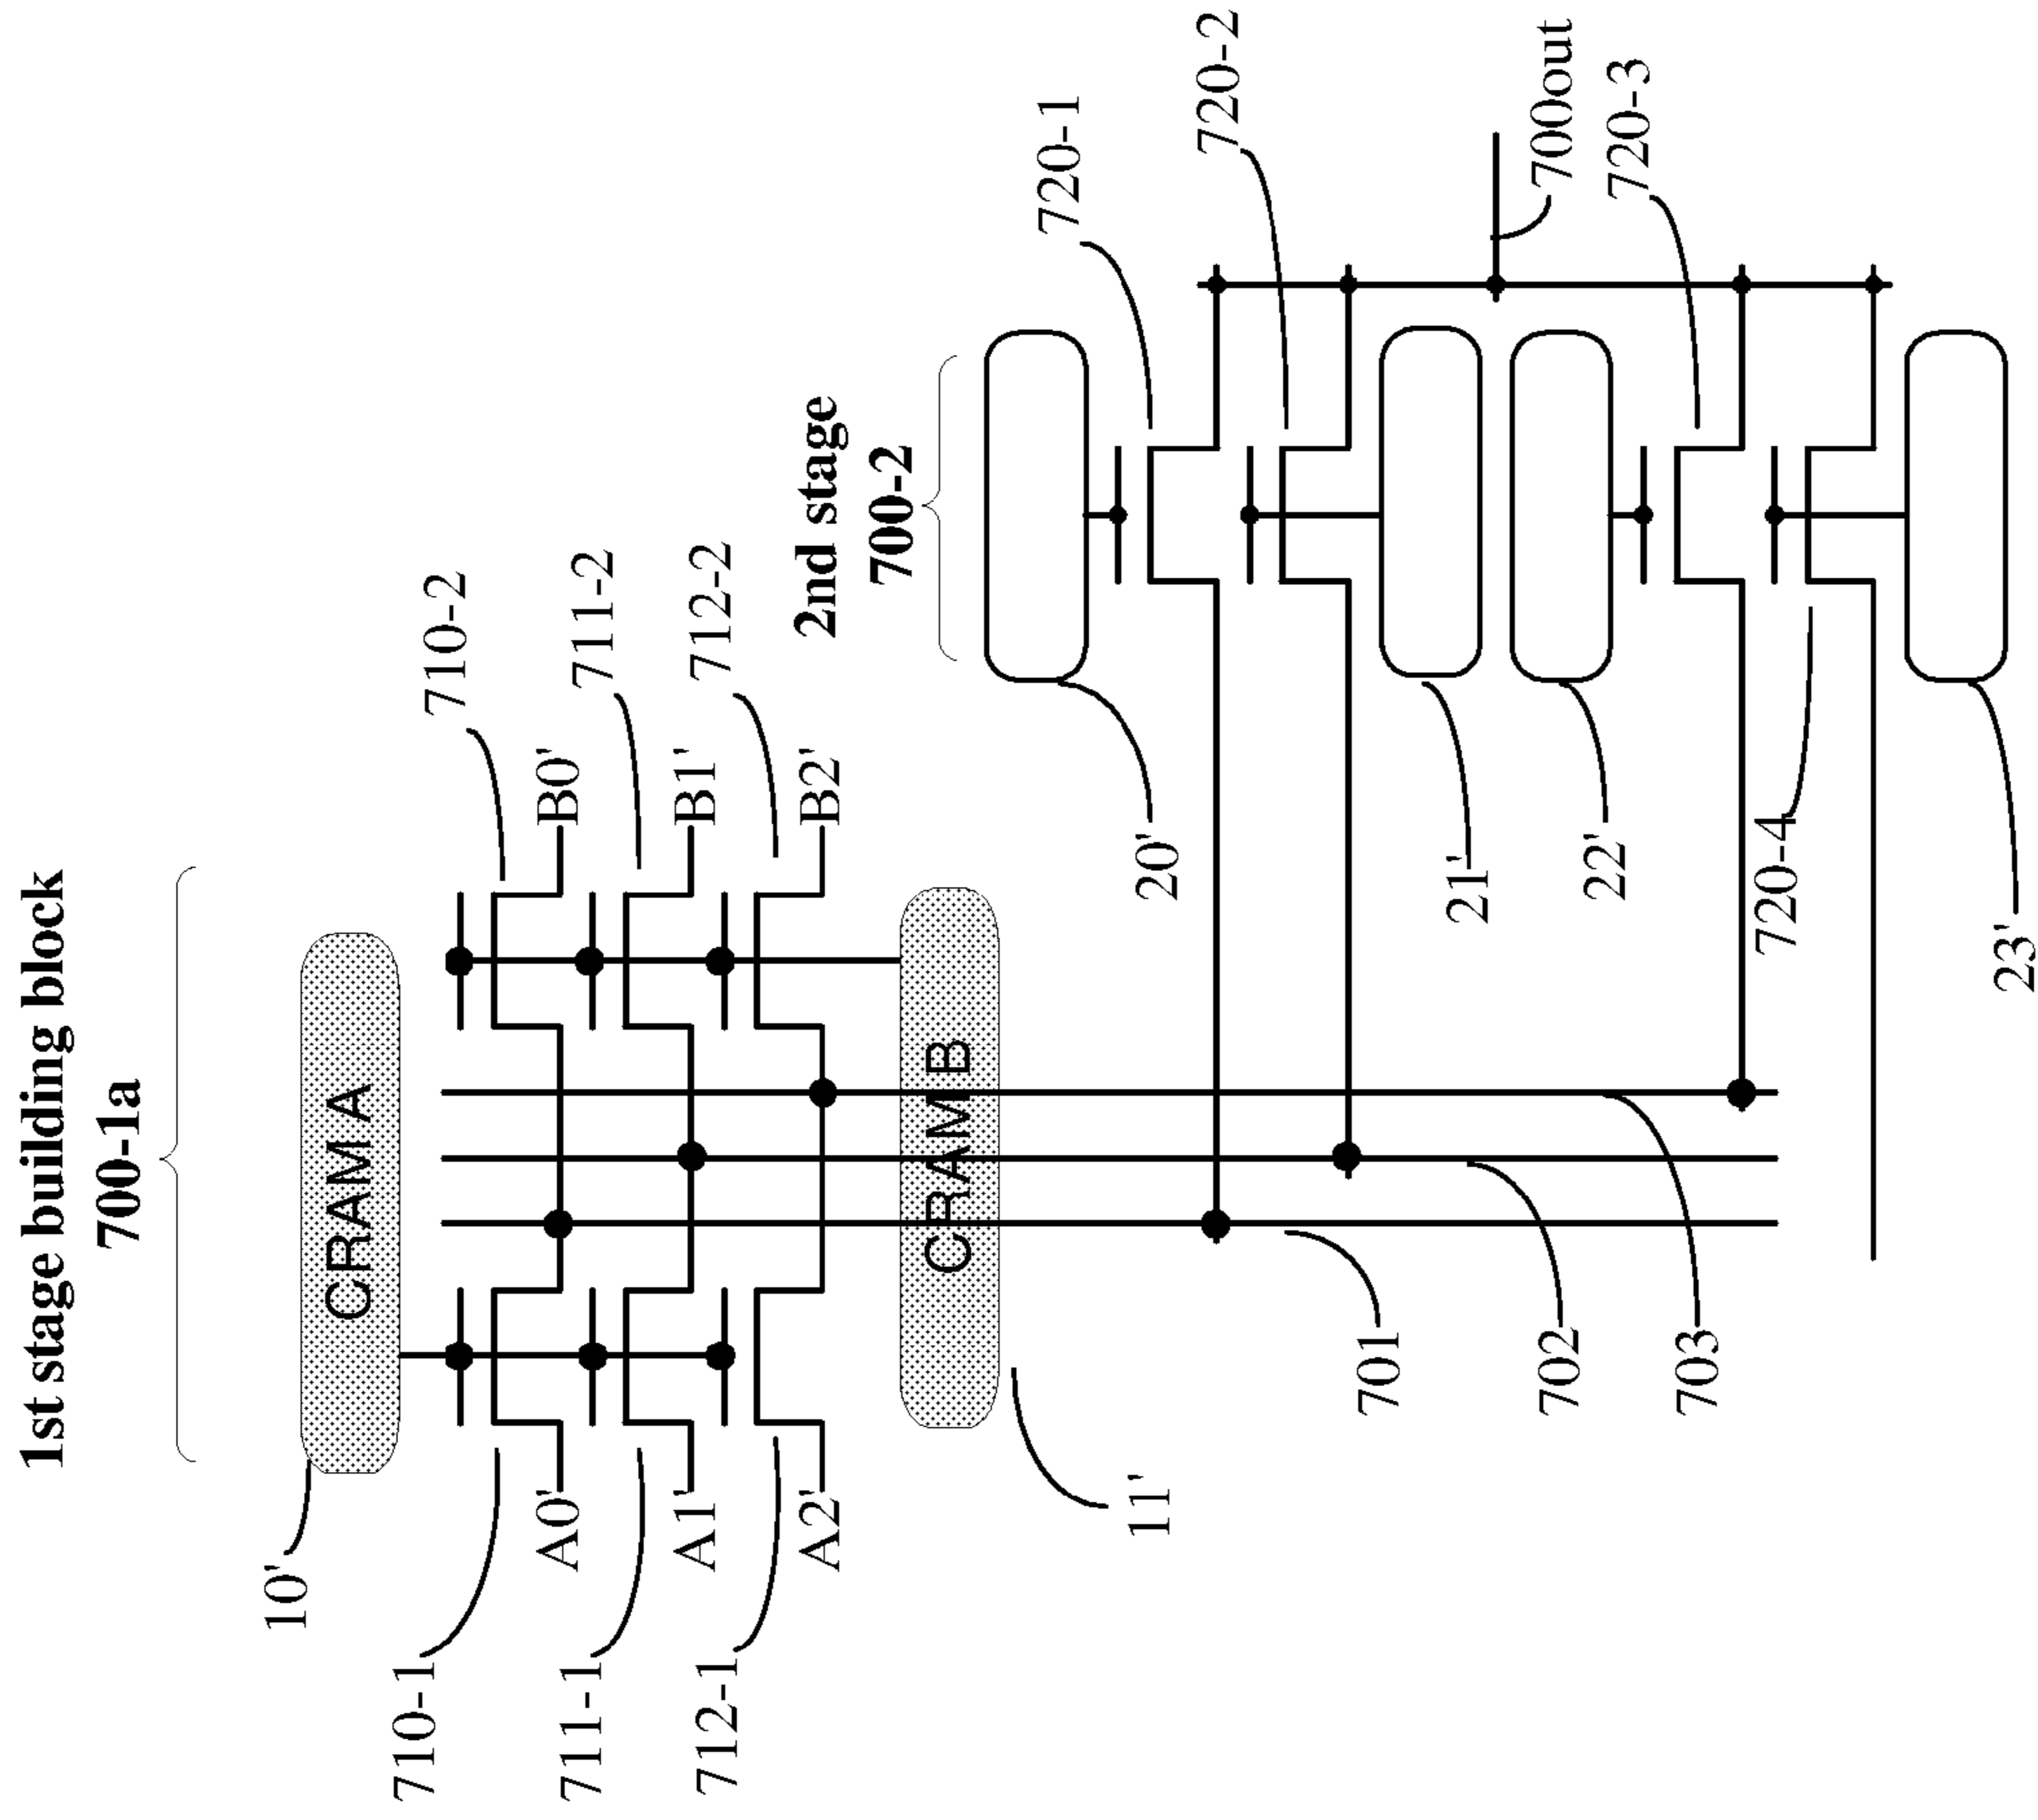 1st stage building block
700-1a
10'
CRAM A
710-1
710-2
A0'
B0'
711-1
711-2
A1'
B1'
712-1
712-2
A2'
B2'
CRAM B
11'
2nd stage
700-2
720-1
20'
720-2
701
21'
700out
702
22'
720-3
703
720-4
23'